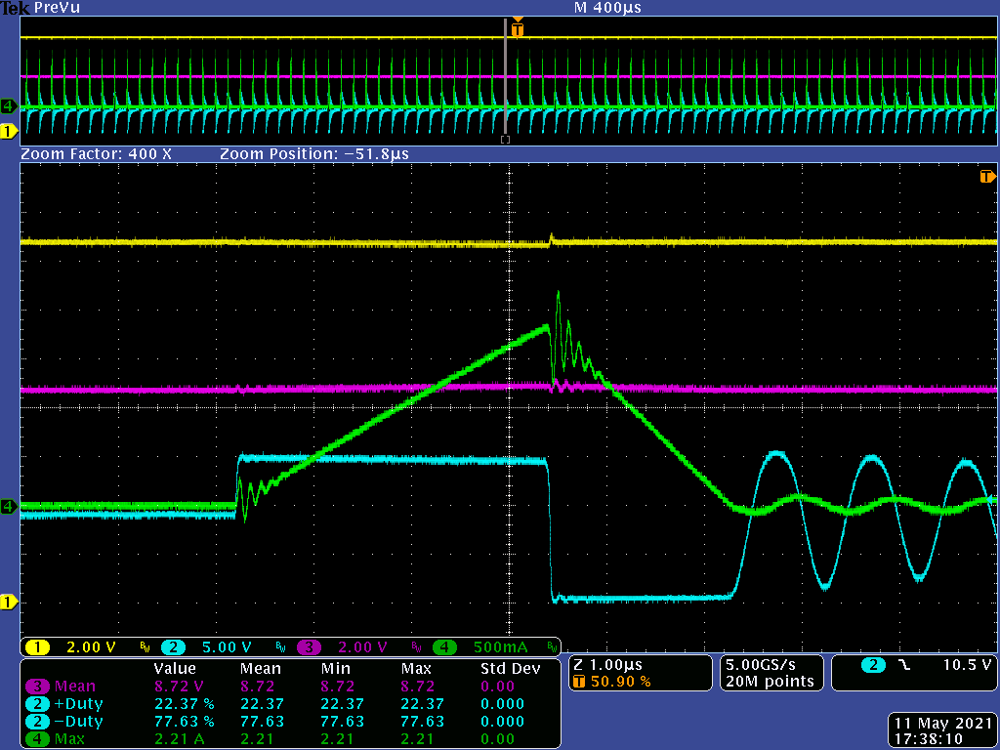 Tek PreVu M 400µs
T
4
1
Zoom Factor: 400 X Zoom Position: −51.8µs
T
4
1
1 2.00 V BW 2 5.00 V BW 3 2.00 V BW 4 500mA BW
Value Mean Min Max Std Dev
3 Mean 8.72 V 8.72 8.72 8.72 0.00
2 +Duty 22.37 % 22.37 22.37 22.37 0.000
2 −Duty 77.63 % 77.63 77.63 77.63 0.000
4 Max 2.21 A 2.21 2.21 2.21 0.00
Z 1.00µs
T 50.90 %
5.00GS/s
20M points
2 10.5 V
11 May 2021
17:38:10